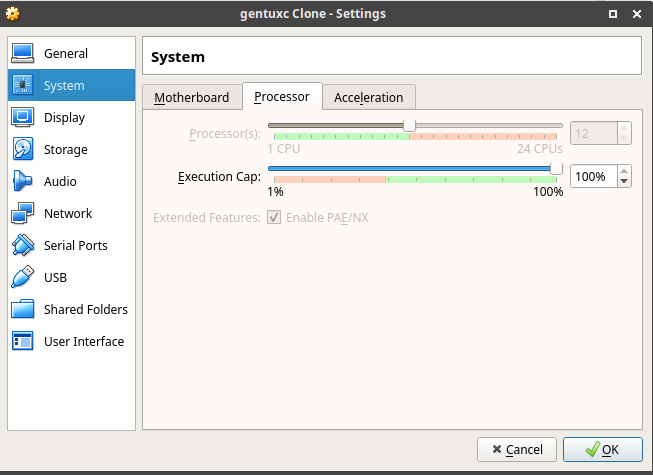 gentuxc Clone - Settings
General
System
Display
Storage
Audio
Network
Serial Ports
USB
Shared Folders
User Interface
System
Motherboard Processor Acceleration
Processor(s): 12
1 CPU 24 CPUs
Execution Cap: 100%
1% 100%
Extended Features: Enable PAE/NX
Cancel OK